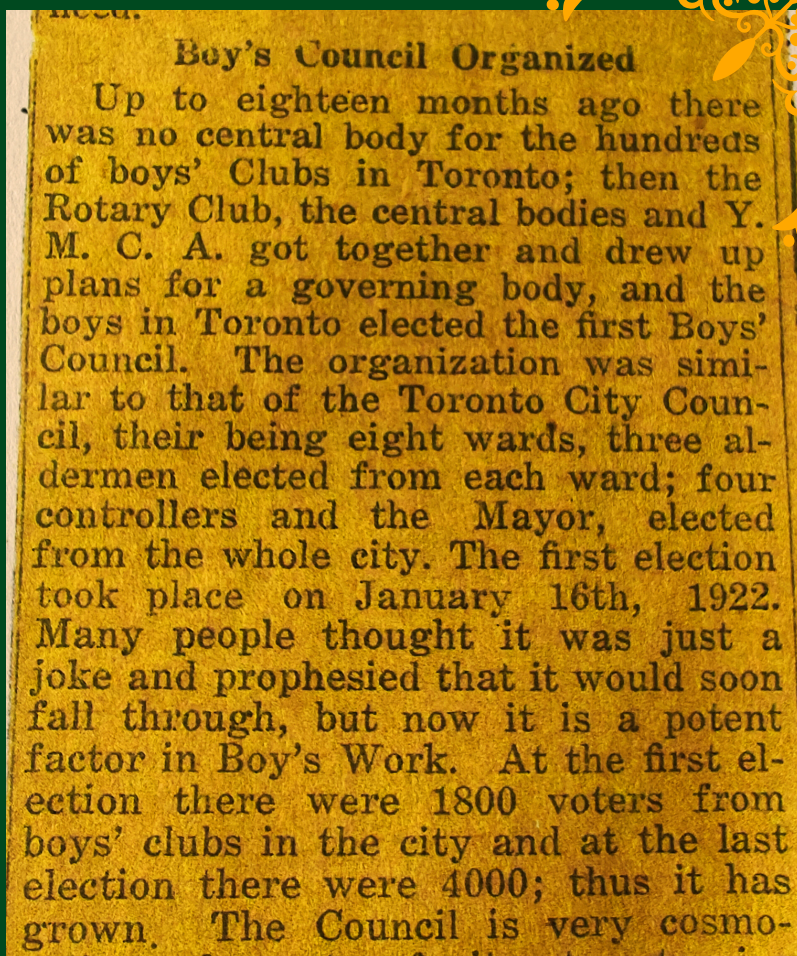 need.
Boy's Council Organized
Up to eighteen months ago there
was no central body for the hundreds
of boys' Clubs in Toronto; then the
Rotary Club, the central bodies and Y.
M. C. A. got together and drew up
plans for a governing body, and the
boys in Toronto elected the first Boys'
Council. The organization was simi-
lar to that of the Toronto City Coun-
cil, their being eight wards, three al-
dermen elected from each ward; four
controllers and the Mayor, elected
from the whole city. The first election
took place on January 16th, 1922.
Many people thought it was just a
joke and prophesied that it would soon
fall through, but now it is a potent
factor in Boy's Work. At the first el-
ection there were 1800 voters from
boys' clubs in the city and at the last
election there were 4000; thus it has
grown. The Council is very cosmo-